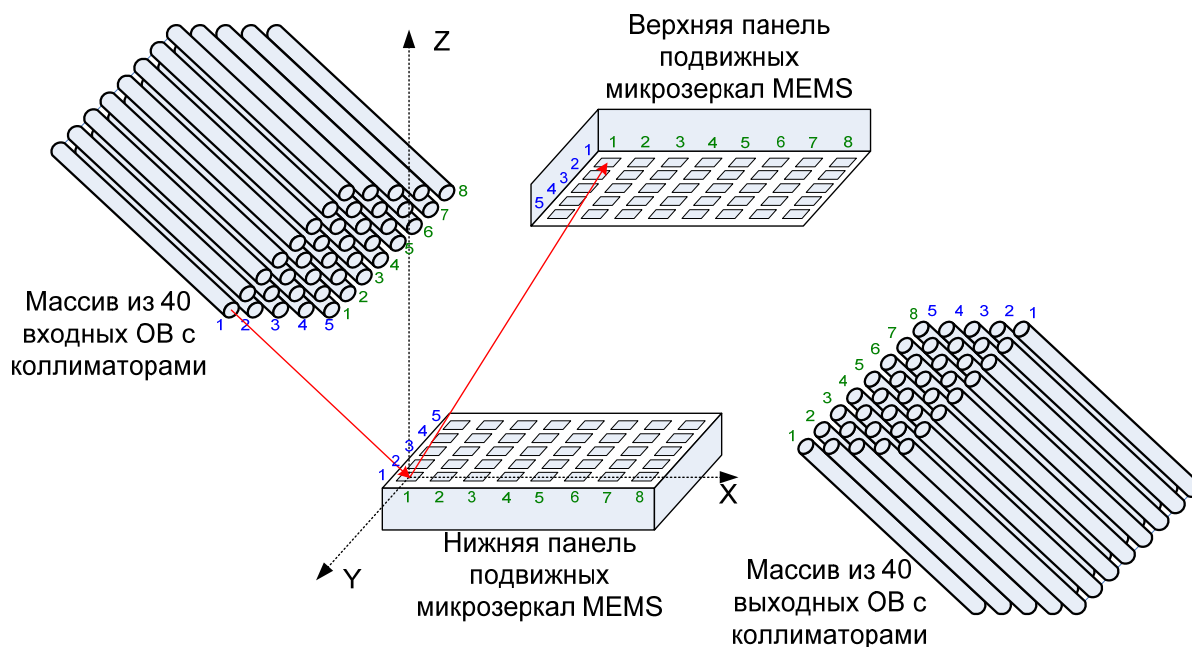 Верхняя панель
подвижных
микрозеркал MEMS
Z
1 2 3 4 5 6 7 8
1
2
3
4
5
8
7
6
5
4
3
2
1
1 2 3 4 5
Массив из 40
входных ОВ с
коллиматорами
8 5 4 3 2 1
7
6
5
4
3
2
1
5
4
3
2
1
1 2 3 4 5 6 7 8
X
Y
Нижняя панель
подвижных
микрозеркал MEMS
Массив из 40
выходных ОВ с
коллиматорами